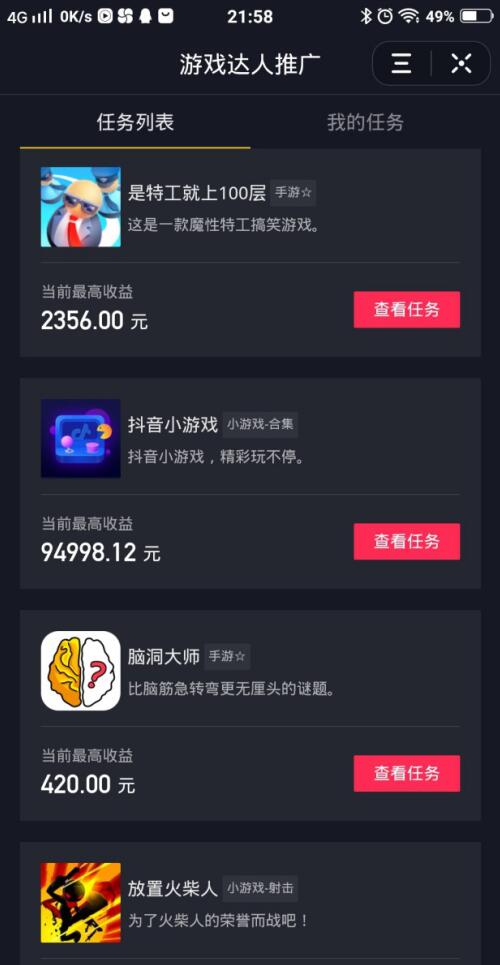 4G 0K/s 21:58 49%
游戏达人推广
任务列表 我的任务
是特工就上100层 手游☆
这是一款魔性特工搞笑游戏。
当前最高收益
2356.00 元
查看任务
抖音小游戏 小游戏-合集
抖音小游戏，精彩玩不停。
当前最高收益
94998.12 元
查看任务
脑洞大师 手游☆
比脑筋急转弯更无厘头的谜题。
当前最高收益
420.00 元
查看任务
放置火柴人 小游戏-射击
为了火柴人的荣誉而战吧！